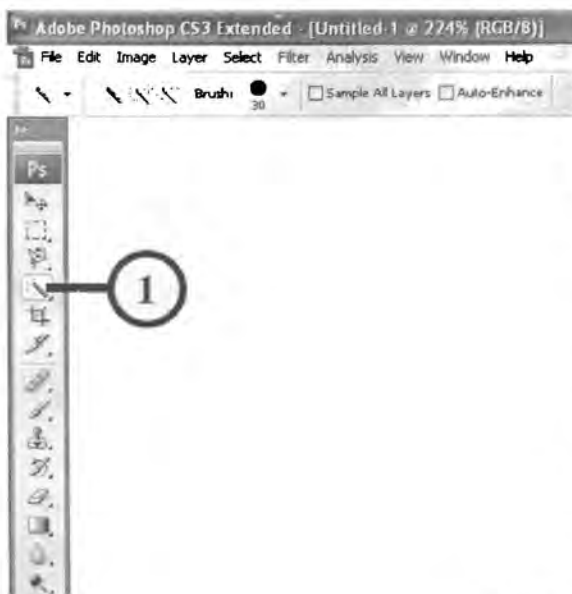 Ps Adobe Photoshop CS3 Extended - [Untitled-1 @ 224% (RGB/8)]
File Edit Image Layer Select Filter Analysis View Window Help
Brush: 30 Sample All Layers Auto-Enhance
Ps
1